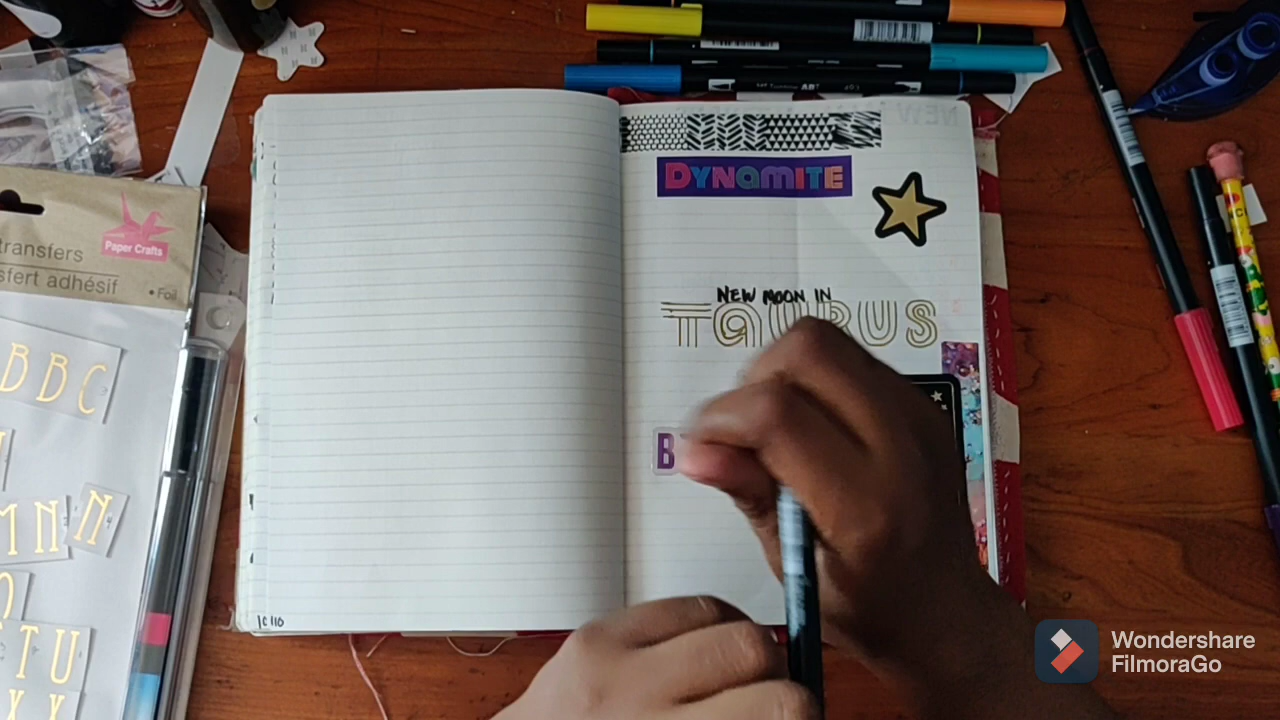 DYNAMITE
NEW MOON IN
TAURUS
B
transfers
sfert adhésif
Paper Crafts
• Foil
B B C
M N N
T U
X X
Wondershare
FilmoraGo